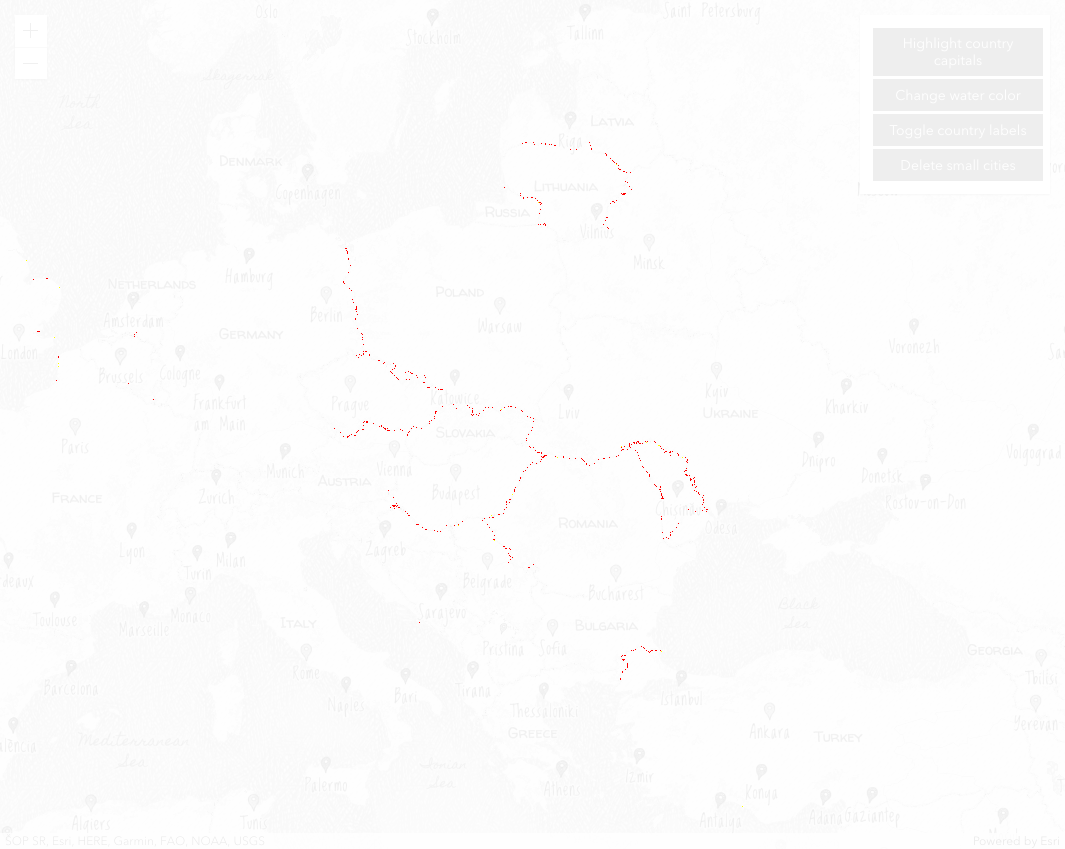 Oslo
Saint Petersburg
+
Stockholm
Tallinn
Highlight country
capitals
Skagerrak
−
Change water color
North
Sea
LATVIA
Riga
Toggle country labels
DENMARK
Delete small cities
Copenhagen
LITHUANIA
RUSSIA
Vilnius
Minsk
Hamburg
NETHERLANDS
POLAND
Amsterdam
Berlin
Warsaw
GERMANY
London
Voronezh
Brussels
Cologne
Kyiv
Frankfurt
am Main
Prague
Katowice
Lviv
UKRAINE
Kharkiv
Paris
SLOVAKIA
Volgograd
Munich
Vienna
Dnipro
Donetsk
AUSTRIA
Zurich
Budapest
Rostov-on-Don
FRANCE
Chisinau
Odesa
ROMANIA
Lyon
Zagreb
Milan
Turin
Belgrade
Bucharest
Toulouse
Marseille
Monaco
Sarajevo
Black
Sea
ITALY
BULGARIA
Pristina
Sofia
GEORGIA
Rome
Tbilisi
Barcelona
Bari
Tirana
Naples
Istanbul
Thessaloniki
Yerevan
Ankara
GREECE
TURKEY
Mediterranean
Sea
Ionian
Sea
Izmir
Palermo
Athens
Konya
Algiers
Tunis
Antalya
Adana
Gaziantep
SOP SR, Esri, HERE, Garmin, FAO, NOAA, USGS
Powered by Esri